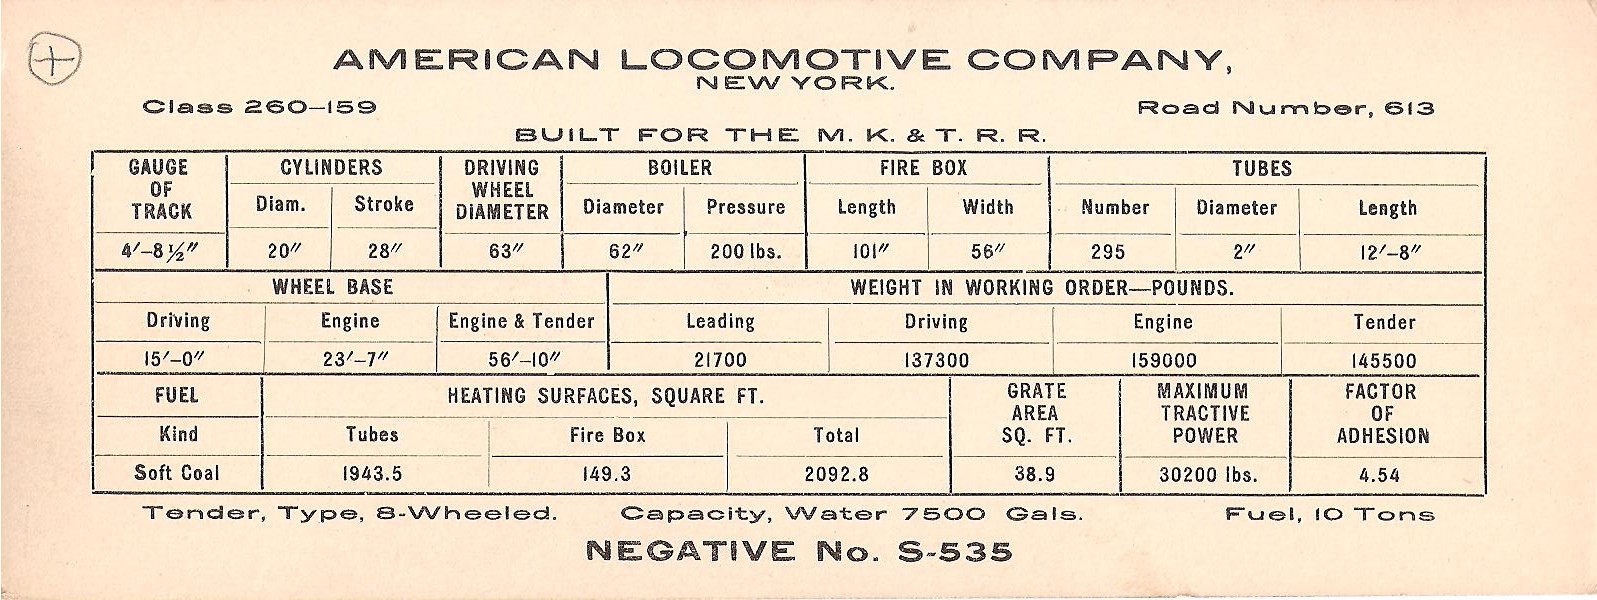 AMERICAN LOCOMOTIVE COMPANY,
NEW YORK.
Class 260–159 Road Number, 613
BUILT FOR THE M. K. & T. R. R.
GAUGE OF TRACK CYLINDERS DRIVING WHEEL DIAMETER BOILER FIRE BOX TUBES
Diam. Stroke Diameter Pressure Length Width Number Diameter Length
4′–8½″ 20″ 28″ 63″ 62″ 200 lbs. 101″ 56″ 295 2″ 12′–8″
WHEEL BASE WEIGHT IN WORKING ORDER—POUNDS.
Driving Engine Engine & Tender Leading Driving Engine Tender
15′–0″ 23′–7″ 56′–10″ 21700 137300 159000 145500
FUEL HEATING SURFACES, SQUARE FT. GRATE AREA SQ. FT. MAXIMUM TRACTIVE POWER FACTOR OF ADHESION
Kind Tubes Fire Box Total
Soft Coal 1943.5 149.3 2092.8 38.9 30200 lbs. 4.54
Tender, Type, 8-Wheeled. Capacity, Water 7500 Gals. Fuel, 10 Tons
NEGATIVE No. S-535